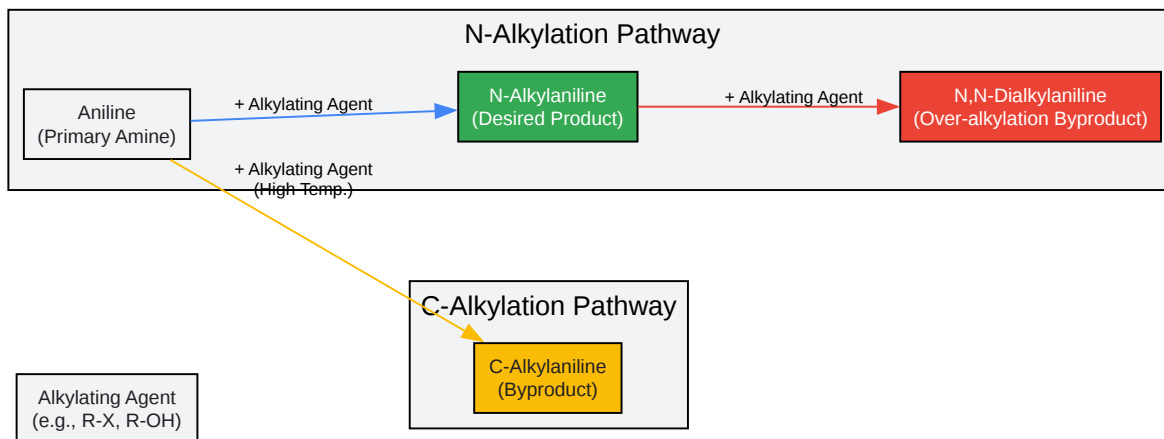 N-Alkylation Pathway
Aniline
(Primary Amine)
+ Alkylating Agent
N-Alkylaniline
(Desired Product)
+ Alkylating Agent
N,N-Dialkylaniline
(Over-alkylation Byproduct)
+ Alkylating Agent
(High Temp.)
C-Alkylation Pathway
C-Alkylaniline
(Byproduct)
Alkylating Agent
(e.g., R-X, R-OH)